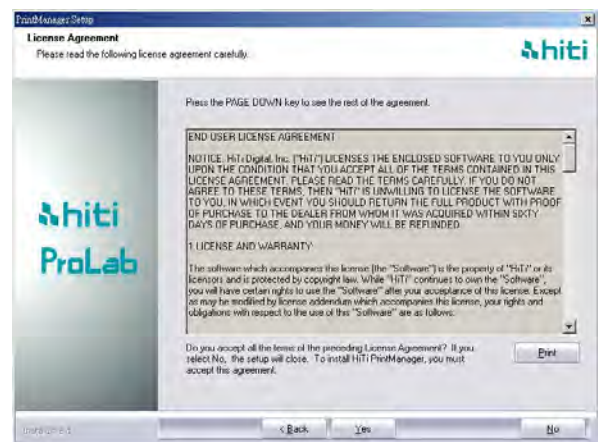 PrintManager Setup
License Agreement
Please read the following license agreement carefully.
hiti
Press the PAGE DOWN key to see the rest of the agreement.
END USER LICENSE AGREEMENT
NOTICE. HiTi Digital, Inc. ("HiTi") LICENSES THE ENCLOSED SOFTWARE TO YOU ONLY
UPON THE CONDITION THAT YOU ACCEPT ALL OF THE TERMS CONTAINED IN THIS
LICENSE AGREEMENT. PLEASE READ THE TERMS CAREFULLY. IF YOU DO NOT
AGREE TO THESE TERMS, THEN "HiTi" IS UNWILLING TO LICENSE THE SOFTWARE
TO YOU, IN WHICH EVENT YOU SHOULD RETURN THE FULL PRODUCT WITH PROOF
OF PURCHASE TO THE DEALER FROM WHOM IT WAS ACQUIRED WITHIN SIXTY
DAYS OF PURCHASE, AND YOUR MONEY WILL BE REFUNDED.
1.LICENSE AND WARRANTY:
The software which accompanies this license (the "Software") is the property of "HiTi" or its
licensors and is protected by copyright law. While "HiTi" continues to own the "Software",
you will have certain rights to use the "Software" after your acceptance of this license. Except
as may be modified by license addendum which accompanies this license, your rights and
obligations with respect to the use of this "Software" are as follows:
hiti
ProLab
Do you accept all the terms of the preceding License Agreement? If you
select No, the setup will close. To install HiTi PrintManager, you must
accept this agreement.
Print
< Back
Yes
No